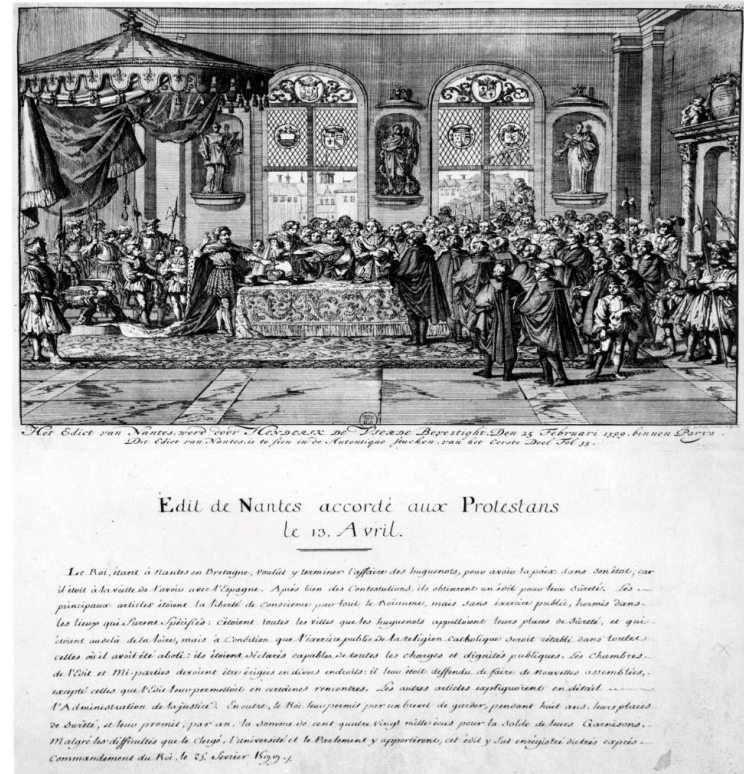 Het Edict van Nantes, werd door HENDERIK DE VIERDE Bevestight, Den 25 Februari 1599, binnen Parys.
Dit Edict van Nantes, is te sien in de Autentique stucken, van het Eerste Deel Fol 33.
Edit de Nantes accordé aux Protestans
le 13. Avril.
Le Roi, étant à Nantes en Bretagne, voulut y terminer l'affaire des huguenots, pour avoir la paix dans son état; car
il étoit à la veille de l'avoir avec l'Espagne. Après bien des Contestations, ils obtinrent un édit pour leur Sûreté. Les
principaux articles étoient la liberté de Conscience par tout le Roïaume, mais sans exercice public, hormis dans
les lieux qui furent Spécifiés: c'étoient toutes les villes que les huguenots appelloient leurs places de Sûreté, et qui
étoient au delà de la Loire, mais à Condition que l'exercice public de la religion Catholique seroit rétabli dans toutes
celles où il avoit été aboli: ils étoient déclarés capables de toutes les charges et dignités publiques. Les Chambres
de l'Edit et Mi-parties devoient être érigées en divers endroits: il leur étoit deffendu de faire de nouvelles assemblées,
excepté celles que l'Edit leur permettoit en certaines rencontres. Les autres articles expliquoient en détail
l'Administration de la justice. En outre, le Roi leur permit par un brevet de garder, pendant huit ans, leurs places
de Sureté, et leur promit, par an, la Somme de cent quatre vingt mille écus pour la Solde de leurs Garnisons.
Malgré les difficultés que le Clergé, l'université et le Parlement y apportèrent, cet édit y fut enrégistré du très exprès
Commandement du Roi, le 25. février 1599.